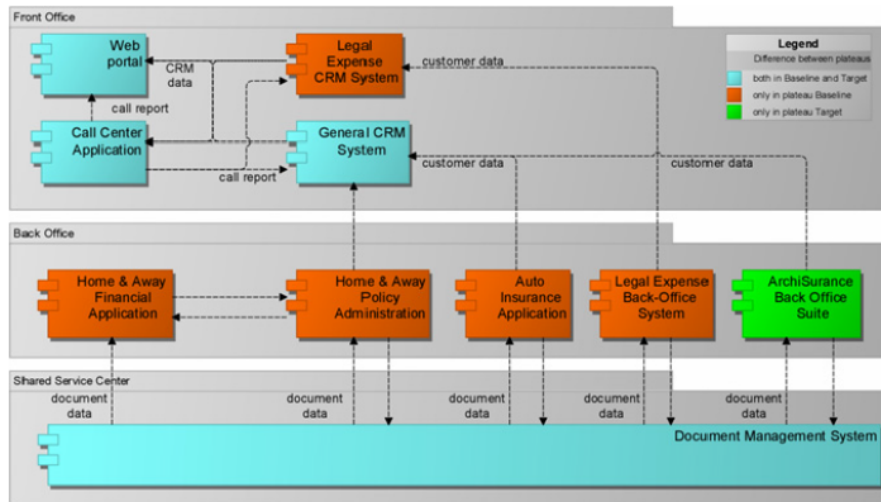 Front Office
Web
portal
Legal
Expense
CRM System
CRM
data
call report
customer data
Legend
Difference between plateaus
both in Baseline and Target
only in plateau Baseline
only in plateau Target
Call Center
Application
General CRM
System
call report
customer data
customer data
Back Office
Home & Away
Financial
Application
Home & Away
Policy
Administration
Auto
Insurance
Application
Legal Expense
Back-Office
System
ArchiSurance
Back Office
Suite
Shared Service Center
document
data
document
data
document
data
document
data
document
data
Document Management System